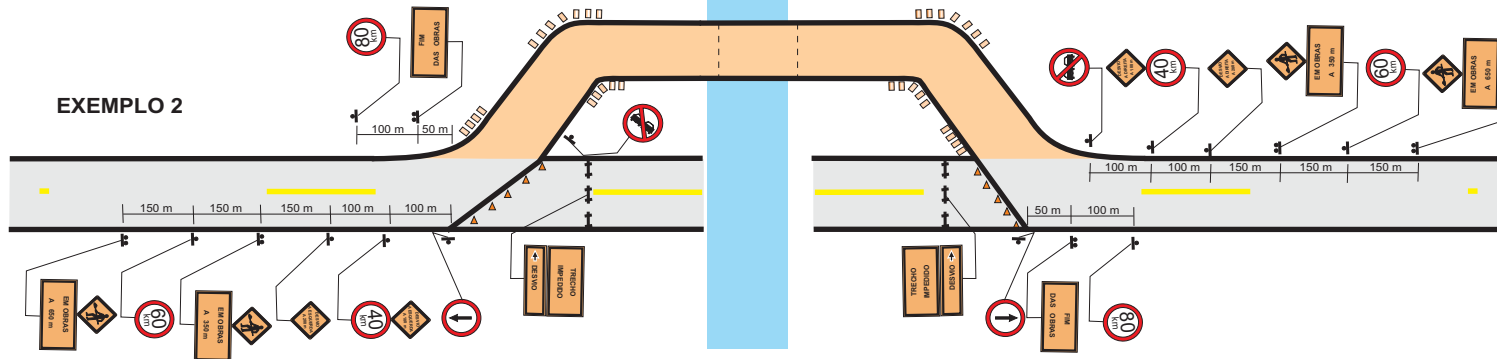 80
km
FIM
DAS OBRAS
EXEMPLO 2
100 m
50 m
40
km
EM OBRAS
A 350 m
60
km
EM OBRAS
A 650 m
100 m
100 m
150 m
150 m
150 m
150 m
150 m
150 m
100 m
100 m
50 m
100 m
EM OBRAS
A 650 m
60
km
EM OBRAS
A 350 m
40
km
DESVIO
TRECHO
IMPEDIDO
DESVIO
TRECHO
IMPEDIDO
FIM
DAS OBRAS
80
km